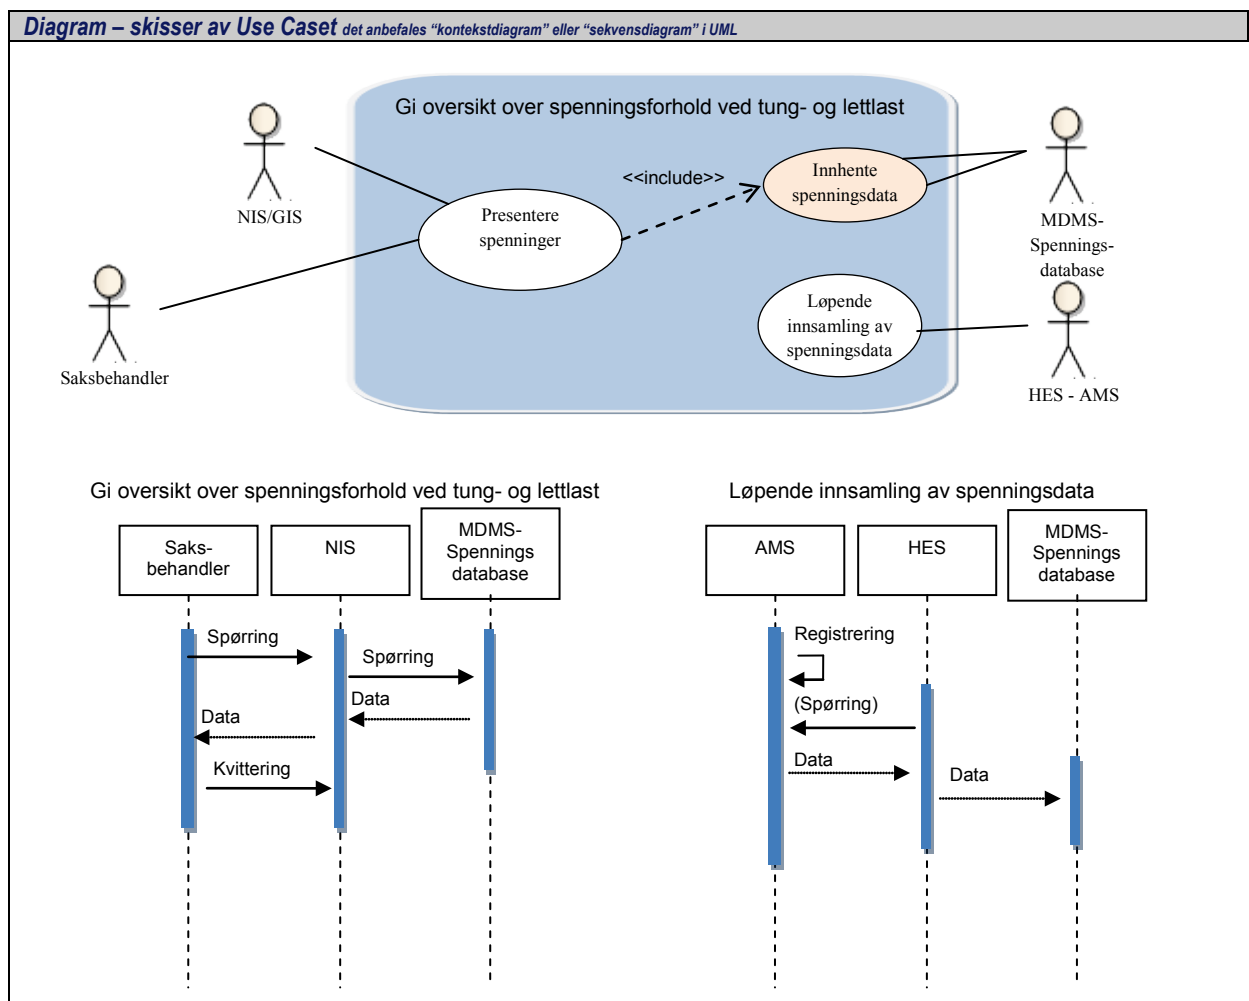 Diagram – skisser av Use Caset det anbefales “kontekstdiagram” eller “sekvensdiagram” i UML
Gi oversikt over spenningsforhold ved tung- og lettlast
NIS/GIS
Saksbehandler
Presentere
spenninger
<<include>>
Innhente
spenningsdata
Løpende
innsamling av
spenningsdata
MDMS-
Spennings-
database
HES - AMS
Gi oversikt over spenningsforhold ved tung- og lettlast
Saks-
behandler
NIS
MDMS-
Spennings
database
Spørring
Spørring
Data
Data
Kvittering
Løpende innsamling av spenningsdata
AMS
HES
MDMS-
Spennings
database
Registrering
(Spørring)
Data
Data